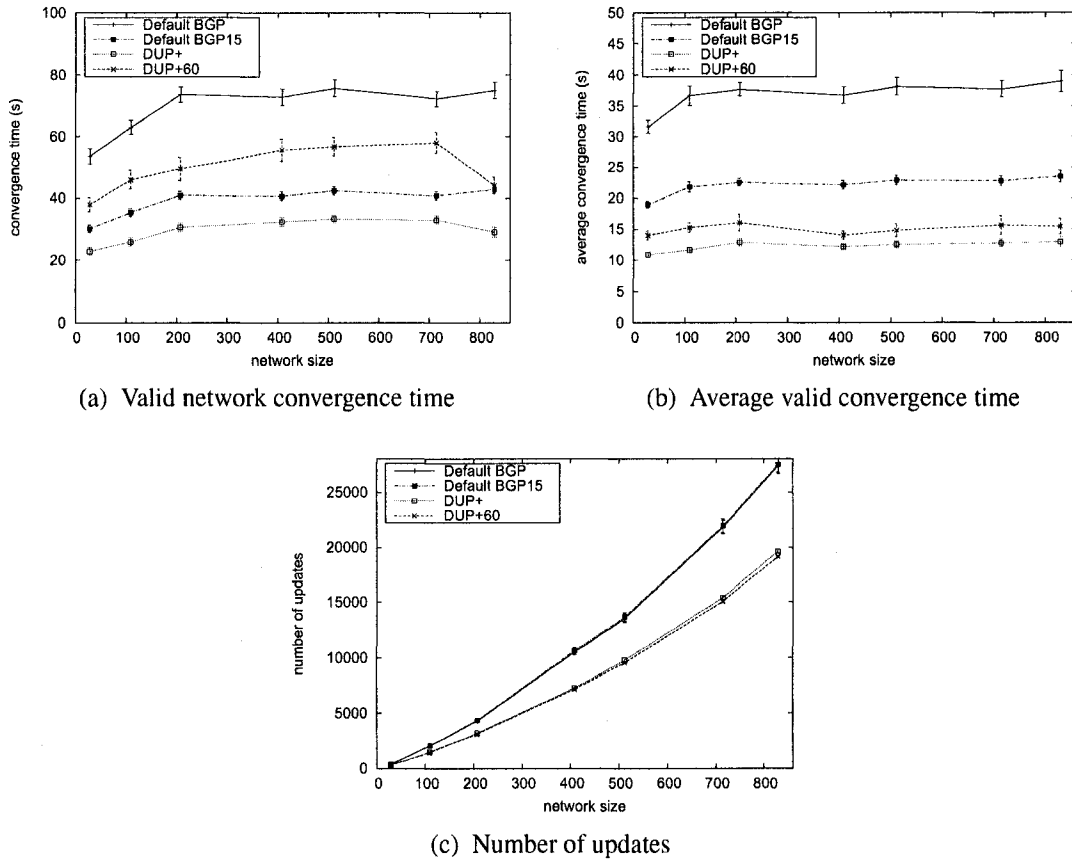 100
80
60
40
20
0
convergence time (s)
Default BGP
Default BGP15
DUP+
DUP+60
0 100 200 300 400 500 600 700 800
network size
(a) Valid network convergence time
50
45
40
35
30
25
20
15
10
5
0
average convergence time (s)
Default BGP
Default BGP15
DUP+
DUP+60
0 100 200 300 400 500 600 700 800
network size
(b) Average valid convergence time
25000
20000
15000
10000
5000
0
number of updates
Default BGP
Default BGP15
DUP+
DUP+60
0 100 200 300 400 500 600 700 800
network size
(c) Number of updates